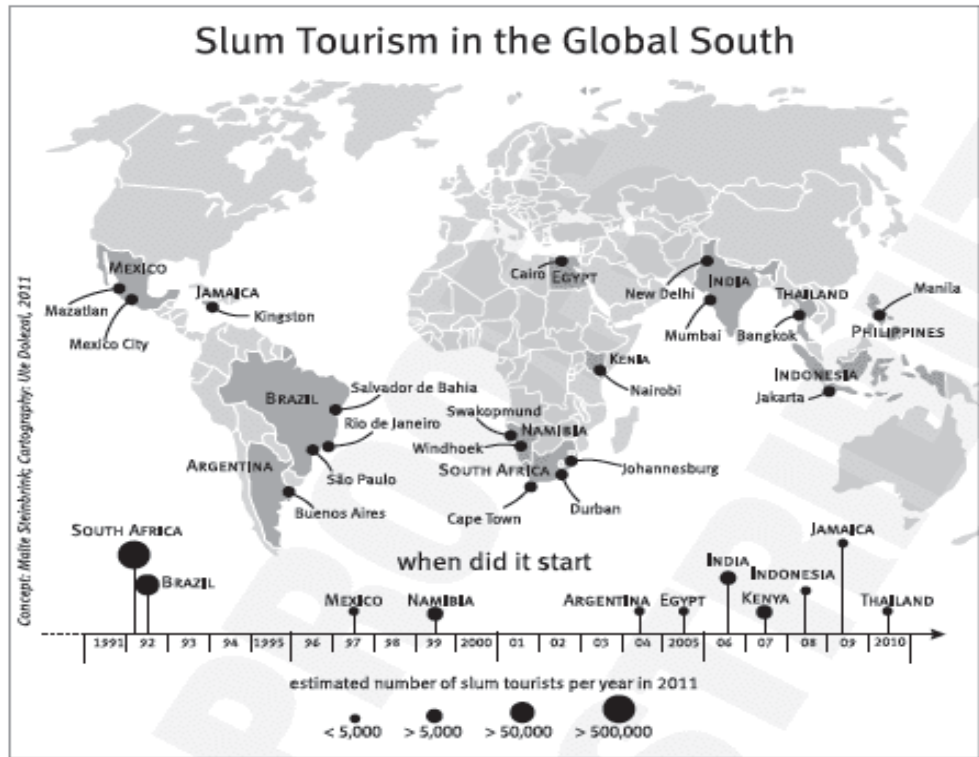 Slum Tourism in the Global South
Concept: Malte Steinbrink; Cartography: Ute Dolezal, 2011
MEXICO
Mazatlan
Mexico City
JAMAICA
Kingston
BRAZIL
Salvador de Bahia
Rio de Janeiro
São Paulo
ARGENTINA
Buenos Aires
Cairo
EGYPT
KENIA
Nairobi
Swakopmund
NAMIBIA
Windhoek
SOUTH AFRICA
Johannesburg
Durban
Cape Town
New Delhi
INDIA
Mumbai
THAILAND
Bangkok
Manila
PHILIPPINES
INDONESIA
Jakarta
when did it start
SOUTH AFRICA
BRAZIL
MEXICO
NAMIBIA
ARGENTINA
EGYPT
INDIA
KENYA
INDONESIA
JAMAICA
THAILAND
1991 92 93 94 1995 96 97 98 99 2000 01 02 03 04 2005 06 07 08 09 2010
estimated number of slum tourists per year in 2011
< 5,000 > 5,000 > 50,000 > 500,000